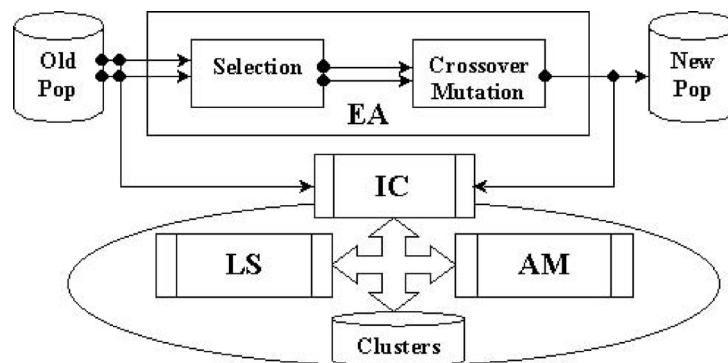 Old
Pop
Selection
Crossover
Mutation
EA
New
Pop
IC
LS
AM
Clusters